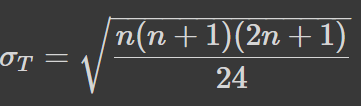 σ_T = √(n(n + 1)(2n + 1) / 24)